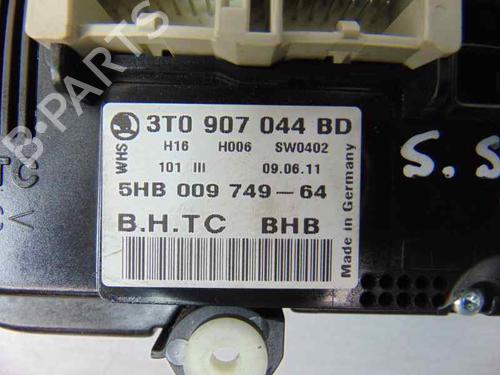 WHS
3T0 907 044 BD
H16 H006 SW0402
101 III 09.06.11
5HB 009 749-64
B.H.TC BHB
Made in Germany
S. S
TC
C<
B-PARTS